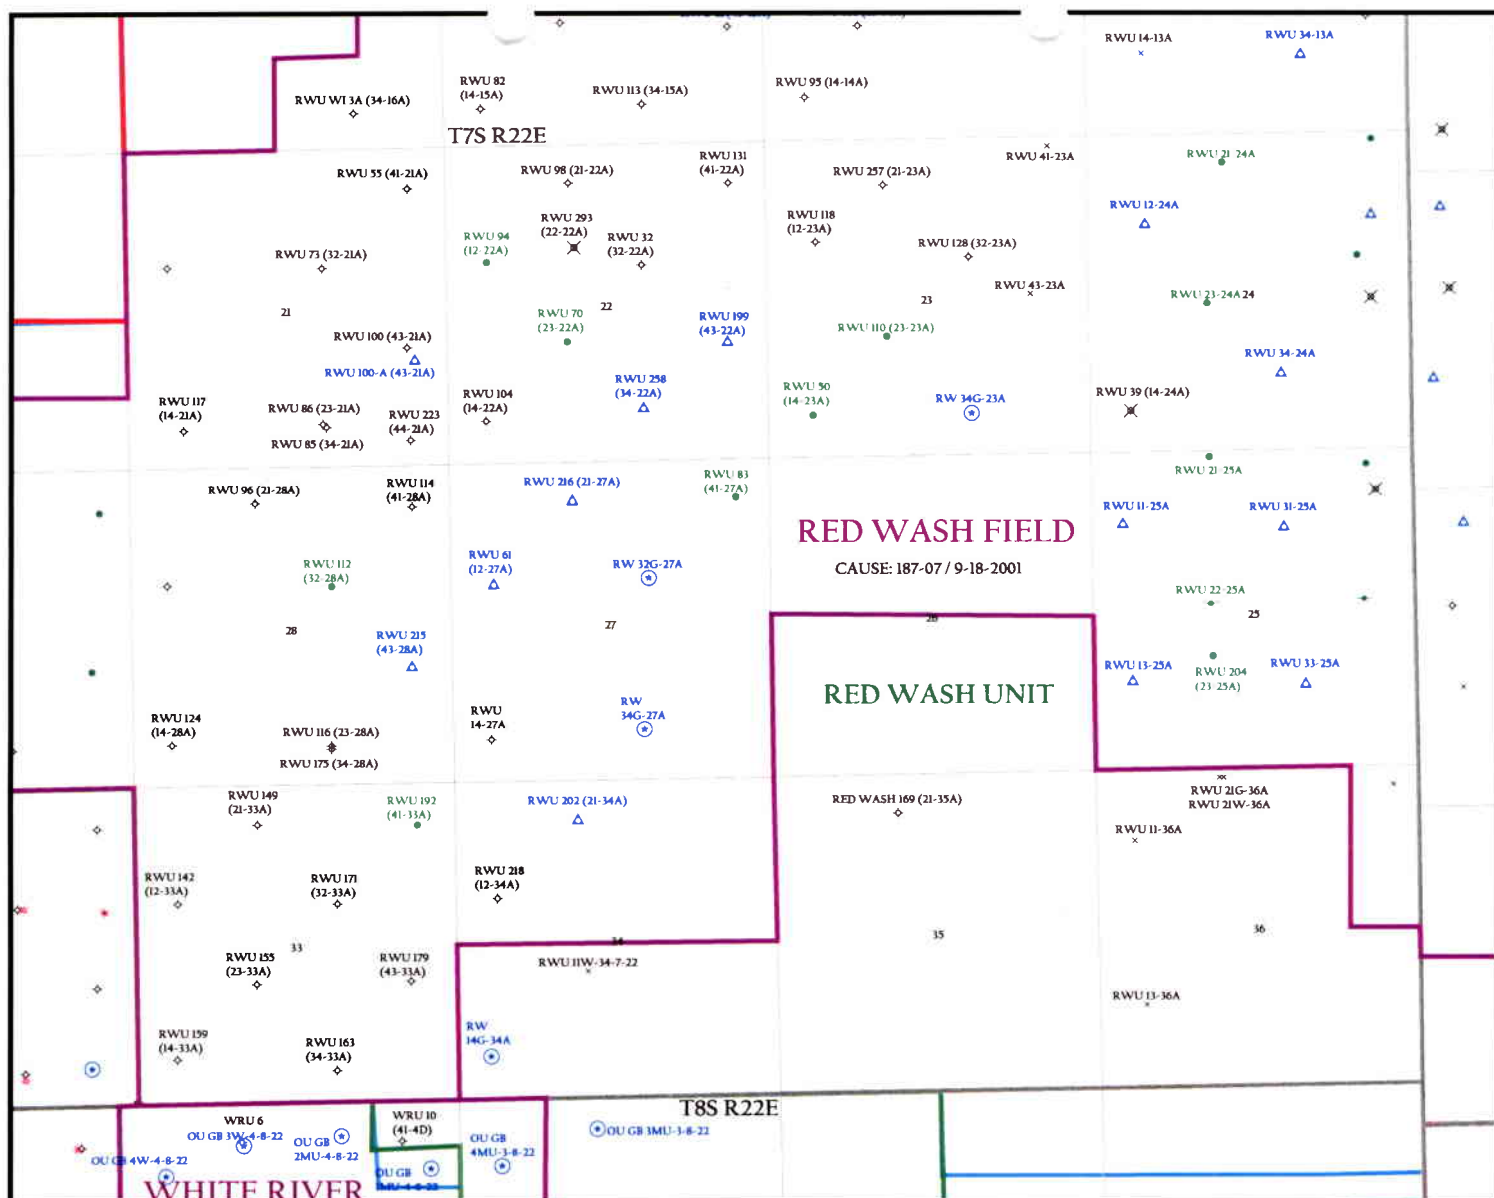 RWU 14-13A
RWU 34-13A
RWU 82
(14-15A)
RWU 113 (34-15A)
RWU 95 (14-14A)
RWU WI 3A (34-16A)
T7S R22E
RWU 55 (41-21A)
RWU 98 (21-22A)
RWU 131
(41-22A)
RWU 257 (21-23A)
RWU 41-23A
RWU 21-24A
RWU 12-24A
RWU 73 (32-21A)
RWU 94
(12-22A)
RWU 293
(22-22A)
RWU 32
(32-22A)
RWU 118
(12-23A)
RWU 128 (32-23A)
RWU 43-23A
RWU 23-24A
24
21
22
23
RWU 100 (43-21A)
RWU 100-A (43-21A)
RWU 70
(23-22A)
RWU 199
(43-22A)
RWU 110 (23-23A)
RWU 34-24A
RWU 117
(14-21A)
RWU 86 (23-21A)
RWU 85 (34-21A)
RWU 223
(44-21A)
RWU 104
(14-22A)
RWU 258
(34-22A)
RWU 50
(14-23A)
RW 34G-23A
RWU 39 (14-24A)
RWU 21-25A
RWU 96 (21-28A)
RWU 114
(41-28A)
RWU 216 (21-27A)
RWU 83
(41-27A)
RED WASH FIELD
CAUSE: 187-07 / 9-18-2001
RWU 11-25A
RWU 31-25A
RWU 112
(32-28A)
RWU 61
(12-27A)
RW 32G-27A
RWU 22-25A
28
27
26
25
RWU 215
(43-28A)
RED WASH UNIT
RWU 13-25A
RWU 204
(23-25A)
RWU 33-25A
RWU 124
(14-28A)
RWU 116 (23-28A)
RWU 175 (34-28A)
RWU
14-27A
RW
34G-27A
RWU 149
(21-33A)
RWU 192
(41-33A)
RWU 202 (21-34A)
RED WASH 169 (21-35A)
RWU 21G-36A
RWU 21W-36A
RWU 11-36A
RWU 142
(12-33A)
RWU 171
(32-33A)
RWU 218
(12-34A)
33
34
35
36
RWU 155
(23-33A)
RWU 179
(43-33A)
RWU 11W-34-7-22
RWU 13-36A
RWU 159
(14-33A)
RWU 163
(34-33A)
RW
14G-34A
T8S R22E
WRU 6
OU GB 3W-4-8-22
OU GB
2MU-4-8-22
WRU 10
(41-4D)
OU GB
4MU-3-8-22
OU GB 3MU-3-8-22
OU GB 4W-4-8-22
OU GB
1MU-4-8-22
WHITE RIVER